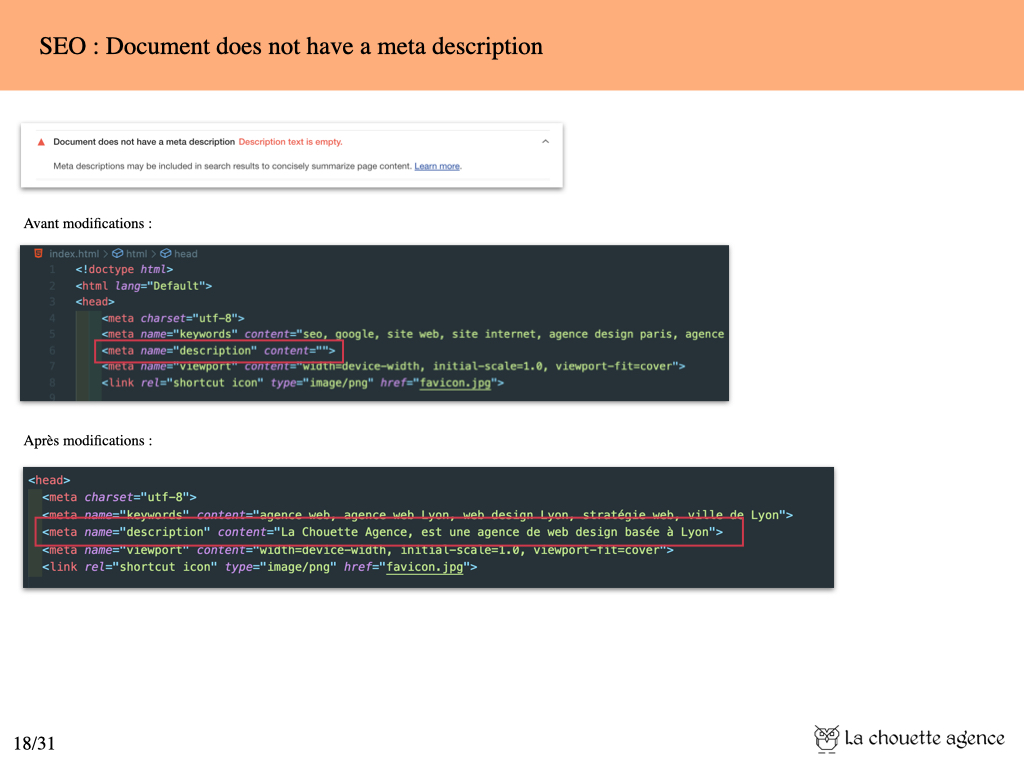 SEO : Document does not have a meta description
Document does not have a meta description Description text is empty.
Meta descriptions may be included in search results to concisely summarize page content. Learn more.
Avant modifications :
index.html > html > head
1 <!doctype html>
2 <html lang="Default">
3 <head>
4 <meta charset="utf-8">
5 <meta name="keywords" content="seo, google, site web, site internet, agence design paris, agence
6 <meta name="description" content="">
7 <meta name="viewport" content="width=device-width, initial-scale=1.0, viewport-fit=cover">
8 <link rel="shortcut icon" type="image/png" href="favicon.jpg">
9
Après modifications :
<head>
<meta charset="utf-8">
<meta name="keywords" content="agence web, agence web Lyon, web design Lyon, stratégie web, ville de Lyon">
<meta name="description" content="La Chouette Agence, est une agence de web design basée à Lyon">
<meta name="viewport" content="width=device-width, initial-scale=1.0, viewport-fit=cover">
<link rel="shortcut icon" type="image/png" href="favicon.jpg">
18/31
La chouette agence